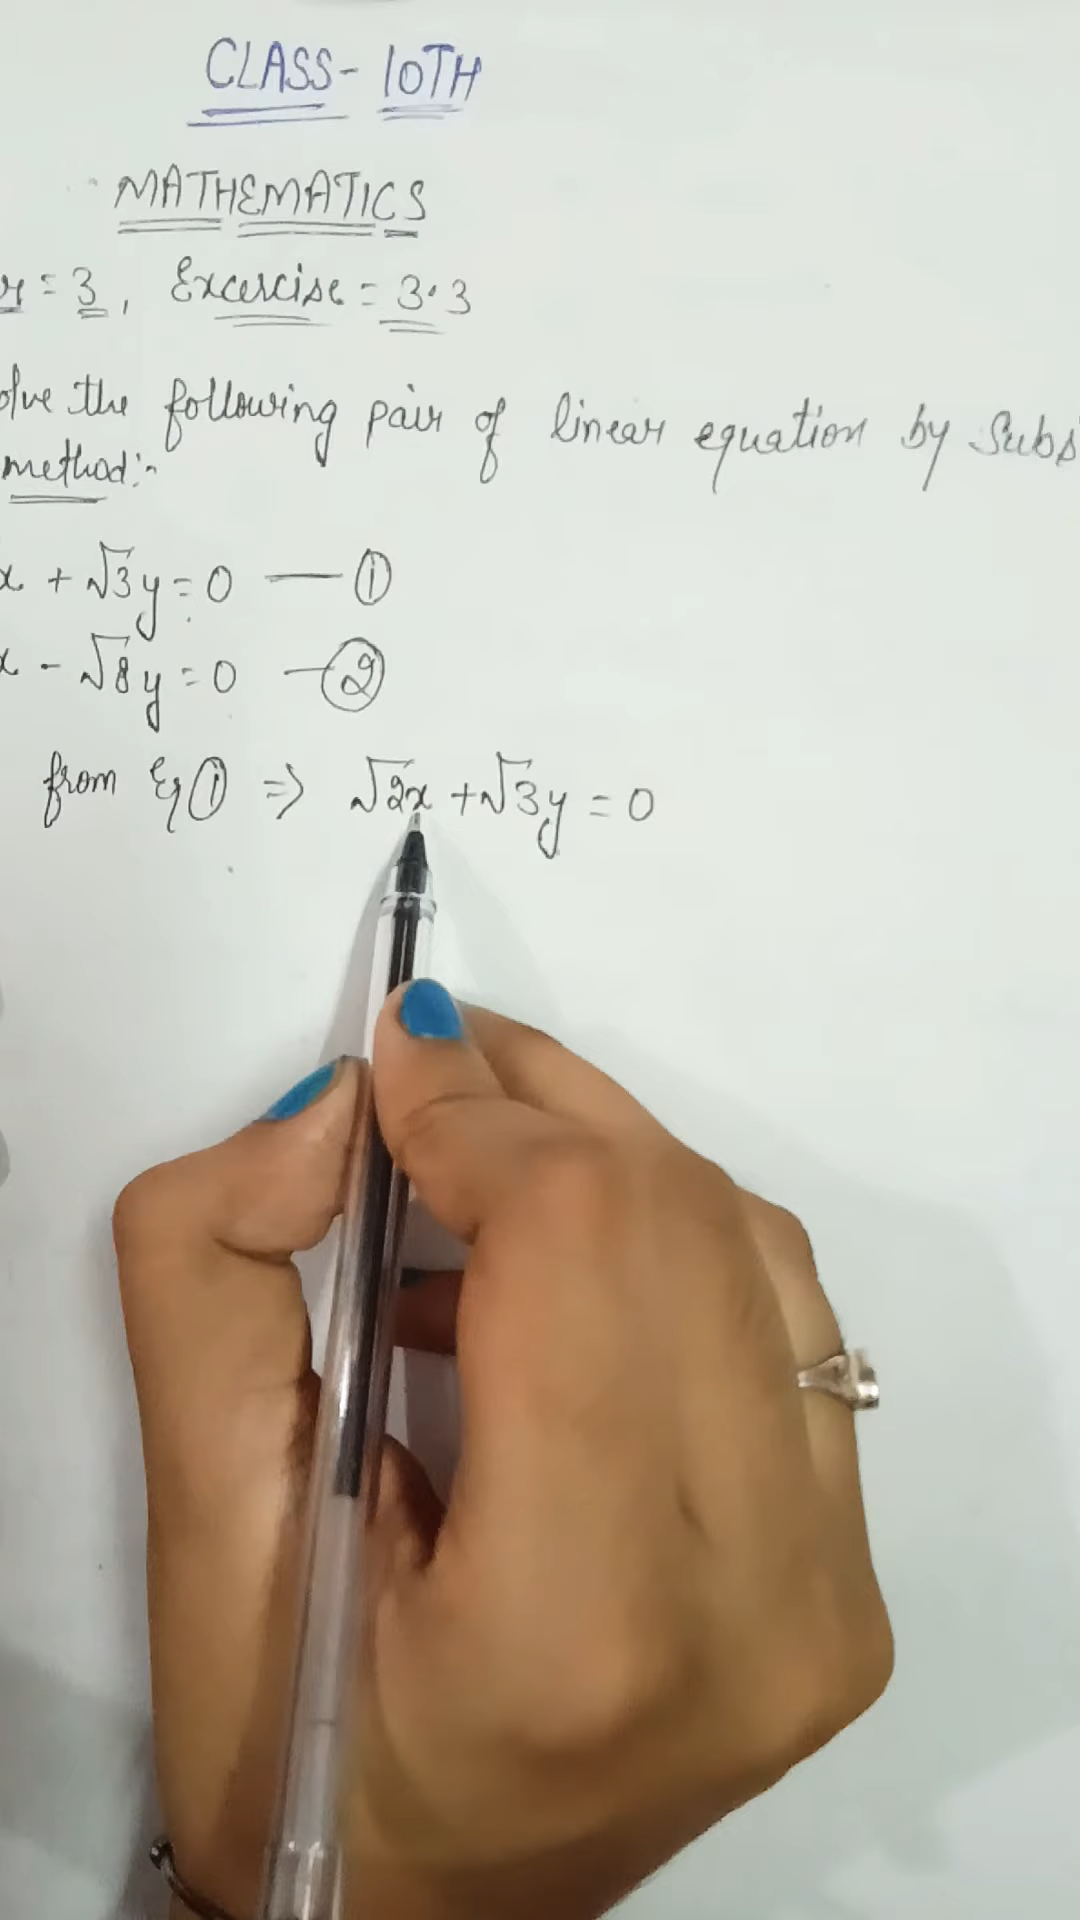 CLASS- 10TH
MATHEMATICS
= 3, Excercise = 3.3
the following pair of linear equation by
method:-
x + √3y = 0 — ①
x - √8y = 0 — ②
from Eq ① ⇒ √2x + √3y = 0